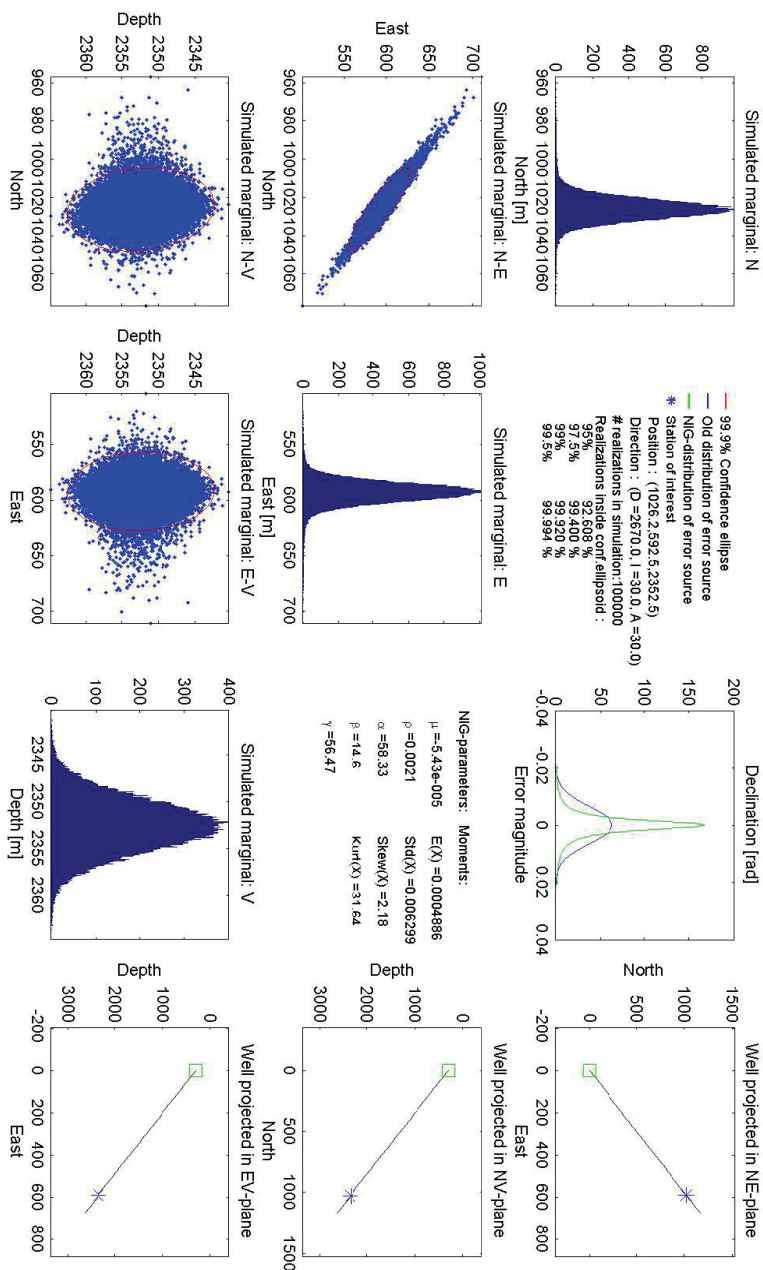 Simulated marginal: N
800
600
400
200
0
960
980
1000
1020
1040
1060
North [m]
99.9% Confidence ellipse
Old distribution of error source
NIG-distribution of error source
Station of interest
Position : (1026.2,592.5,2352.5)
Direction : (D =2670.0, I =30.0, A =30.0)
# realizations in simulation:100000
Realizations inside conf.ellipsoid :
95% 92.608 %
97.5% 99.400 %
99% 99.920 %
99.5% 99.994 %
Declination [rad]
200
150
100
50
0
-0.04
-0.02
0
0.02
0.04
Error magnitude
Well projected in NE-plane
North
1500
1000
500
0
-200
0
200
400
600
800
East
Simulated marginal: N-E
East
700
650
600
550
960
980
1000
1020
1040
1060
North
Simulated marginal: E
1000
800
600
400
200
0
550
600
650
700
East [m]
NIG-parameters: Moments:
μ =-5.43e-005 E(X) =0.0004886
ρ =0.0021 Std(X) =0.006299
α =58.33 Skew(X) =2.18
β =14.6 Kurt(X) =31.64
γ =56.47
Well projected in NV-plane
Depth
0
1000
2000
3000
0
500
1000
1500
North
Simulated marginal: N-V
Depth
2345
2350
2355
2360
960
980
1000
1020
1040
1060
North
Simulated marginal: E-V
Depth
2345
2350
2355
2360
550
600
650
700
East
Simulated marginal: V
400
300
200
100
0
2345
2350
2355
2360
Depth [m]
Well projected in EV-plane
Depth
0
1000
2000
3000
-200
0
200
400
600
800
East